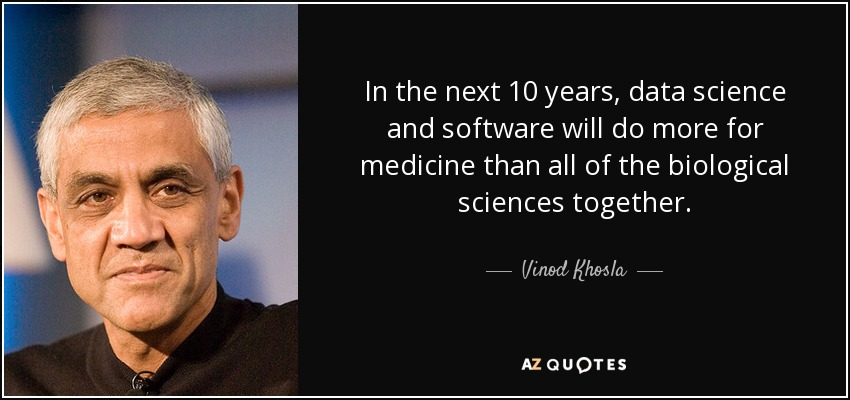 In the next 10 years, data science
and software will do more for
medicine than all of the biological
sciences together.
Vinod Khosla
AZ QUOTES